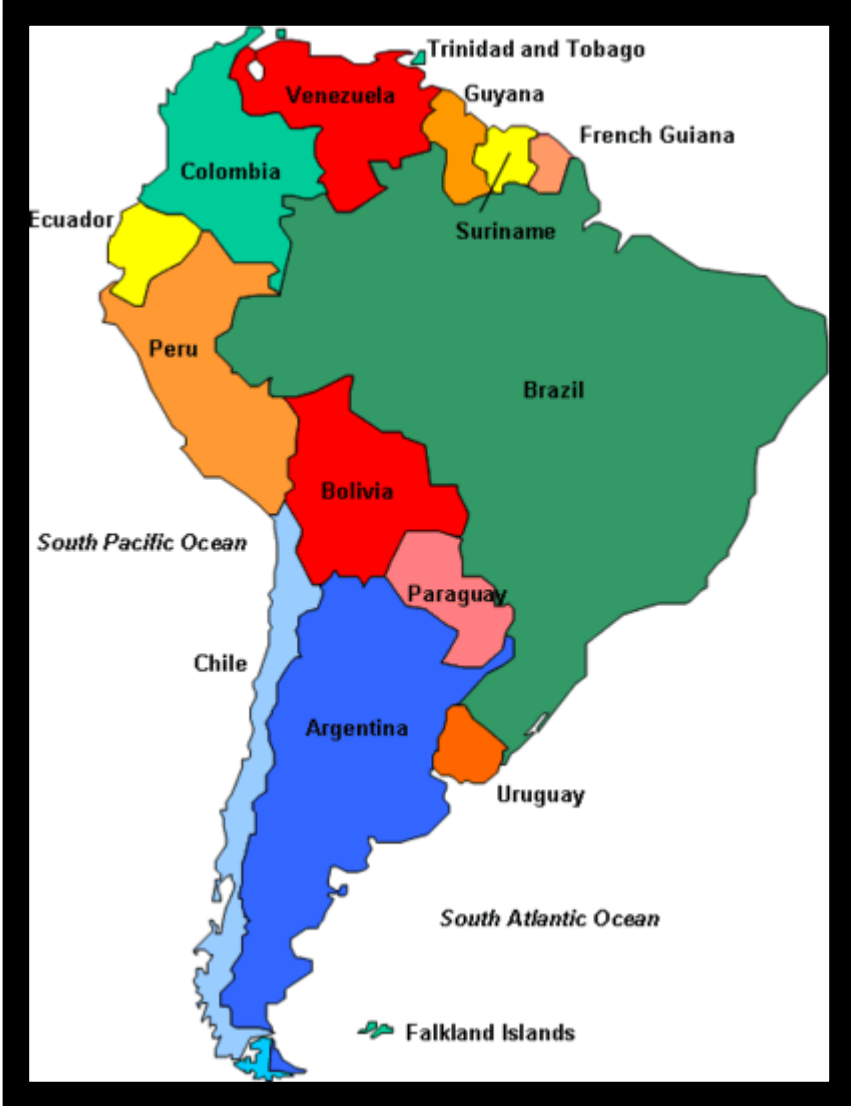 Trinidad and Tobago
Venezuela
Guyana
French Guiana
Colombia
Ecuador
Suriname
Peru
Brazil
Bolivia
South Pacific Ocean
Paraguay
Chile
Argentina
Uruguay
South Atlantic Ocean
Falkland Islands